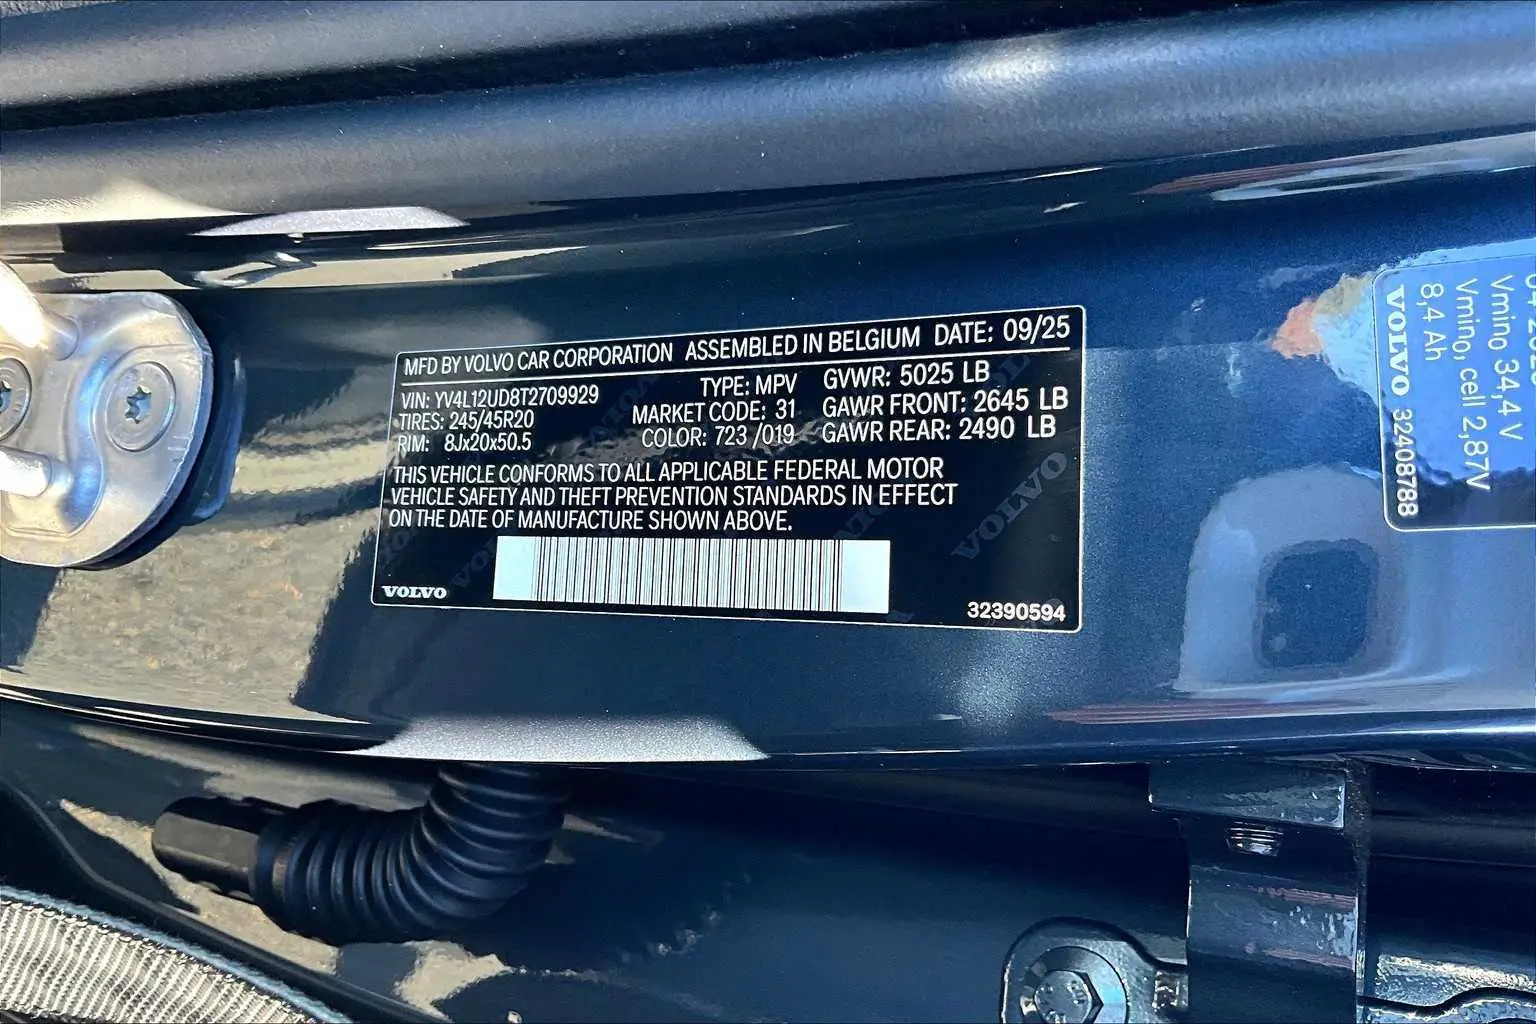 MFD BY VOLVO CAR CORPORATION ASSEMBLED IN BELGIUM DATE: 09/25
VIN: YV4L12UD8T2709929 TYPE: MPV GVWR: 5025 LB
TIRES: 245/45R20 MARKET CODE: 31 GAWR FRONT: 2645 LB
RIM: 8Jx20x50.5 COLOR: 723 /019 GAWR REAR: 2490 LB
THIS VEHICLE CONFORMS TO ALL APPLICABLE FEDERAL MOTOR
VEHICLE SAFETY AND THEFT PREVENTION STANDARDS IN EFFECT
ON THE DATE OF MANUFACTURE SHOWN ABOVE.
VOLVO
32390594
Vmino 34,4 V
Vmino, cell 2,87V
8,4 Ah
VOLVO 32408788